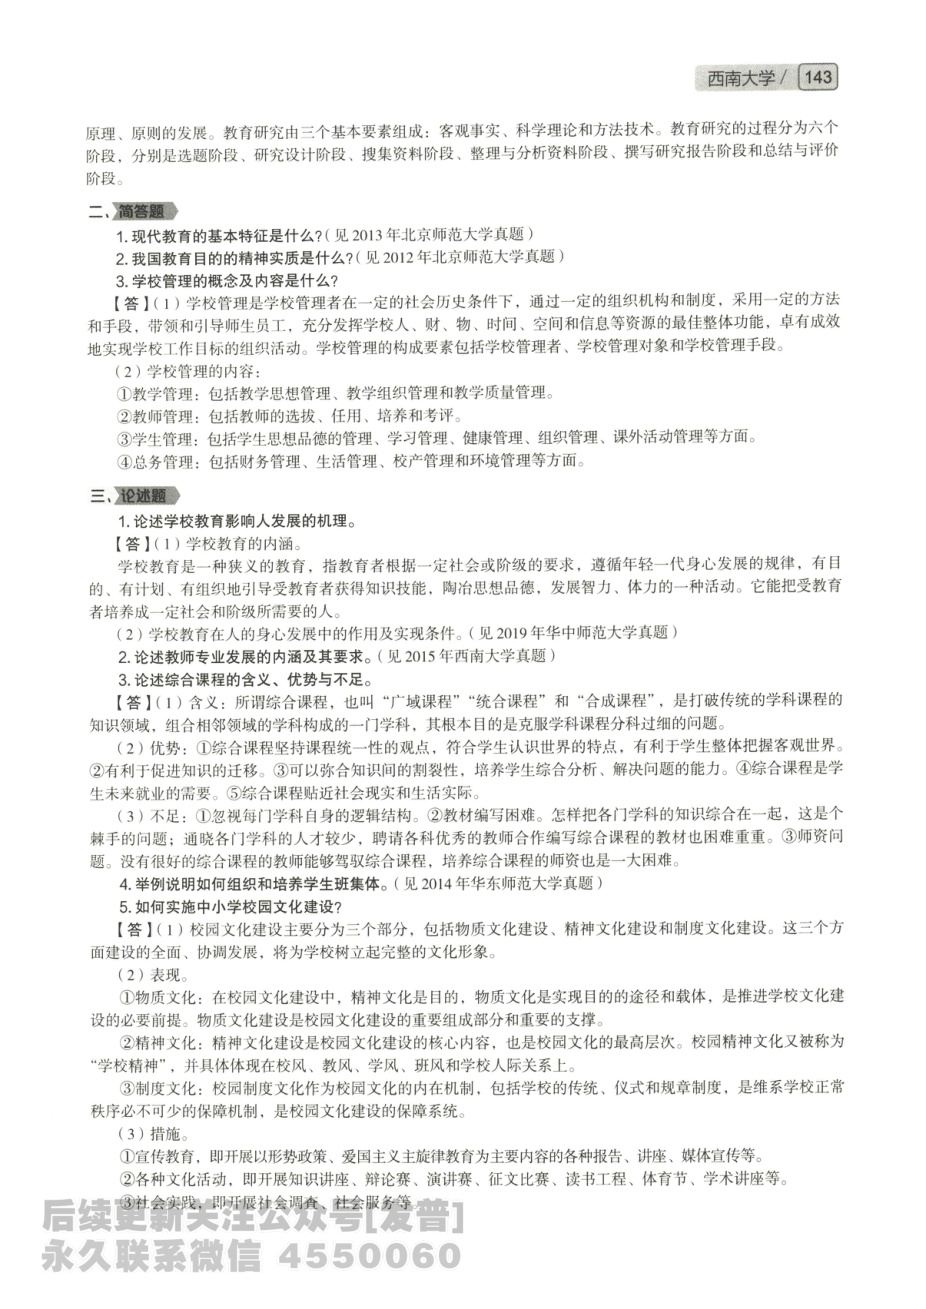 西南大学 / 143
原理、原则的发展。教育研究由三个基本要素组成：客观事实、科学理论和方法技术。教育研究的过程分为六个
阶段，分别是选题阶段、研究设计阶段、搜集资料阶段、整理与分析资料阶段、撰写研究报告阶段和总结与评价
阶段。
二、简答题
1. 现代教育的基本特征是什么?（见 2013 年北京师范大学真题）
2. 我国教育目的的精神实质是什么?（见 2012 年北京师范大学真题）
3. 学校管理的概念及内容是什么?
【答】（1）学校管理是学校管理者在一定的社会历史条件下，通过一定的组织机构和制度，采用一定的方法
和手段，带领和引导师生员工，充分发挥学校人、财、物、时间、空间和信息等资源的最佳整体功能，卓有成效
地实现学校工作目标的组织活动。学校管理的构成要素包括学校管理者、学校管理对象和学校管理手段。
（2）学校管理的内容：
①教学管理：包括教学思想管理、教学组织管理和教学质量管理。
②教师管理：包括教师的选拔、任用、培养和考评。
③学生管理：包括学生思想品德的管理、学习管理、健康管理、组织管理、课外活动管理等方面。
④总务管理：包括财务管理、生活管理、校产管理和环境管理等方面。
三、论述题
1. 论述学校教育影响人发展的机理。
【答】（1）学校教育的内涵。
学校教育是一种狭义的教育，指教育者根据一定社会或阶级的要求，遵循年轻一代身心发展的规律，有目
的、有计划、有组织地引导受教育者获得知识技能，陶冶思想品德，发展智力、体力的一种活动。它能把受教育
者培养成一定社会和阶级所需要的人。
（2）学校教育在人的身心发展中的作用及实现条件。（见 2019 年华中师范大学真题）
2. 论述教师专业发展的内涵及其要求。（见 2015 年西南大学真题）
3. 论述综合课程的含义、优势与不足。
【答】（1）含义：所谓综合课程，也叫“广域课程”“统合课程”和“合成课程”，是打破传统的学科课程的
知识领域，组合相邻领域的学科构成的一门学科，其根本目的是克服学科课程分科过细的问题。
（2）优势：①综合课程坚持课程统一性的观点，符合学生认识世界的特点，有利于学生整体把握客观世界。
②有利于促进知识的迁移。③可以弥合知识间的割裂性，培养学生综合分析、解决问题的能力。④综合课程是学
生未来就业的需要。⑤综合课程贴近社会现实和生活实际。
（3）不足：①忽视每门学科自身的逻辑结构。②教材编写困难。怎样把各门学科的知识综合在一起，这是个
棘手的问题；通晓各门学科的人才较少，聘请各科优秀的教师合作编写综合课程的教材也困难重重。③师资问
题。没有很好的综合课程的教师能够驾驭综合课程，培养综合课程的师资也是一大困难。
4. 举例说明如何组织和培养学生班集体。（见 2014 年华东师范大学真题）
5. 如何实施中小学校园文化建设?
【答】（1）校园文化建设主要分为三个部分，包括物质文化建设、精神文化建设和制度文化建设。这三个方
面建设的全面、协调发展，将为学校树立起完整的文化形象。
（2）表现。
①物质文化：在校园文化建设中，精神文化是目的，物质文化是实现目的的途径和载体，是推进学校文化建
设的必要前提。物质文化建设是校园文化建设的重要组成部分和重要的支撑。
②精神文化：精神文化建设是校园文化建设的核心内容，也是校园文化的最高层次。校园精神文化又被称为
“学校精神”，并具体体现在校风、教风、学风、班风和学校人际关系上。
③制度文化：校园制度文化作为校园文化的内在机制，包括学校的传统、仪式和规章制度，是维系学校正常
秩序必不可少的保障机制，是校园文化建设的保障系统。
（3）措施。
①宣传教育，即开展以形势政策、爱国主义主旋律教育为主要内容的各种报告、讲座、媒体宣传等。
②各种文化活动，即开展知识讲座、辩论赛、演讲赛、征文比赛、读书工程、体育节、学术讲座等。
③社会实践，即开展社会调查、社会服务等。
后续更新关注公众号[发普]
永久联系微信 4550060